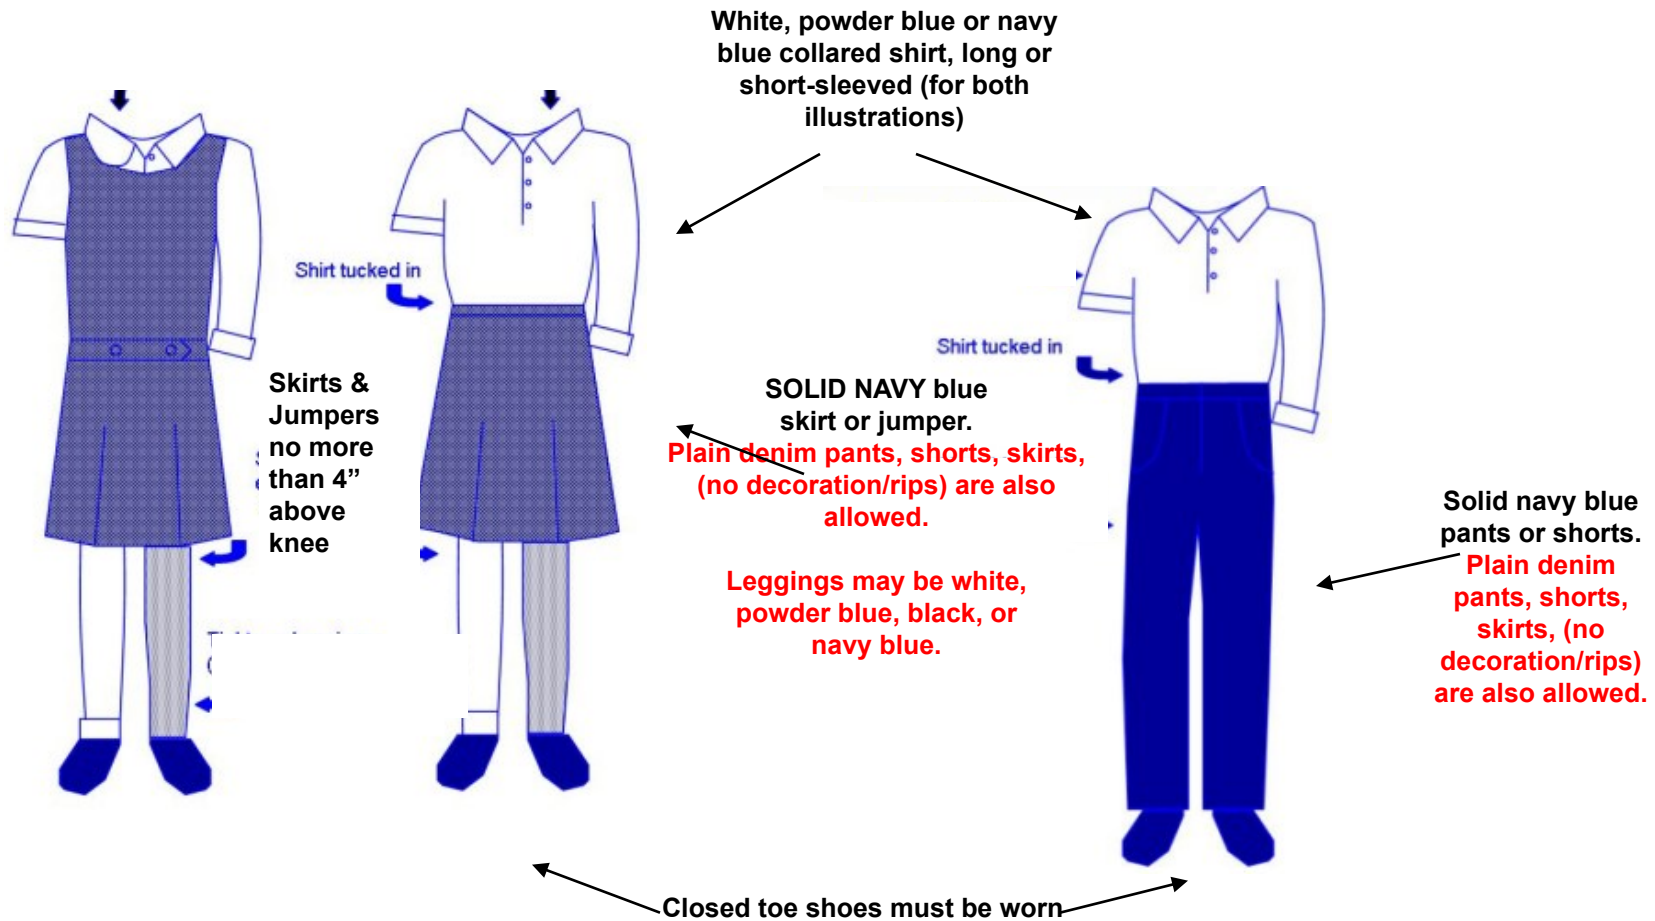 White, powder blue or navy
blue collared shirt, long or
short-sleeved (for both
illustrations)
Shirt tucked in
Shirt tucked in
Skirts &
Jumpers
no more
than 4”
above
knee
SOLID NAVY blue
skirt or jumper.
Plain denim pants, shorts, skirts,
(no decoration/rips) are also
allowed.
Leggings may be white,
powder blue, black, or
navy blue.
Solid navy blue
pants or shorts.
Plain denim
pants, shorts,
skirts, (no
decoration/rips)
are also allowed.
Closed toe shoes must be worn